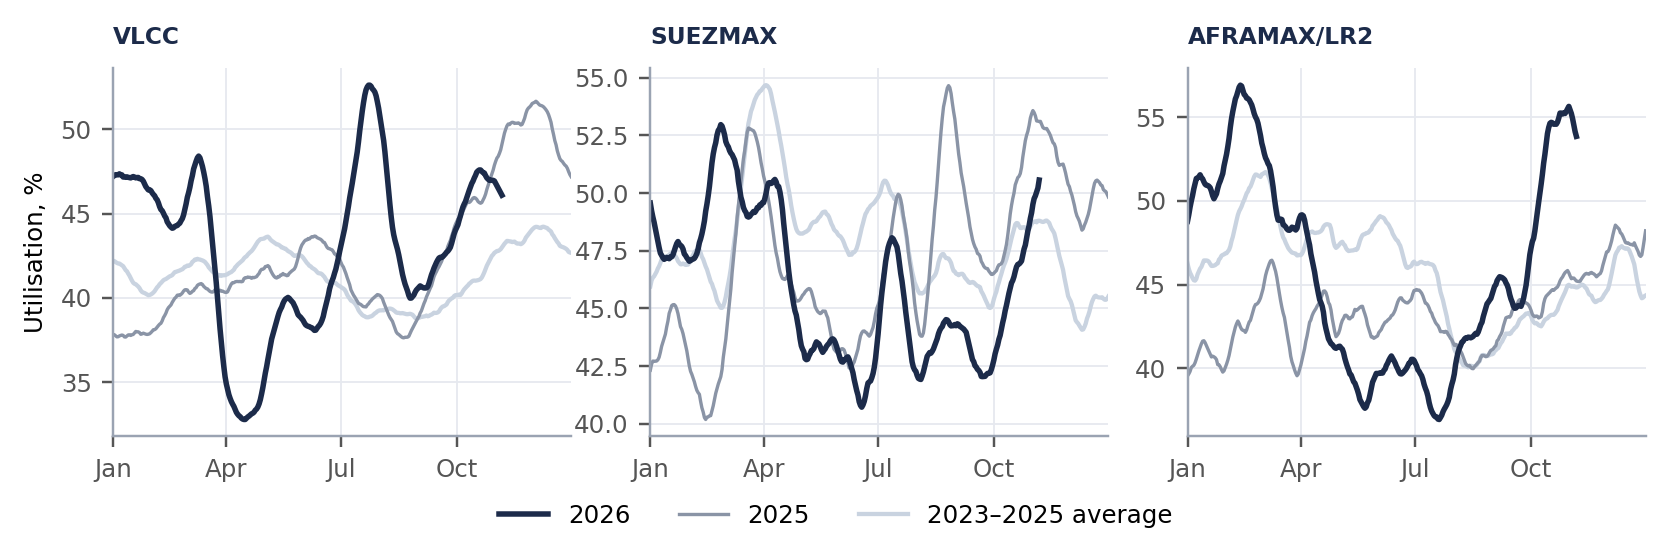 VLCC SUEZMAX AFRAMAX/LR2
Utilisation, %
50
45
40
35
Jan Apr Jul Oct
55.0
52.5
50.0
47.5
45.0
42.5
40.0
Jan Apr Jul Oct
55
50
45
40
Jan Apr Jul Oct
2026 2025 2023–2025 average